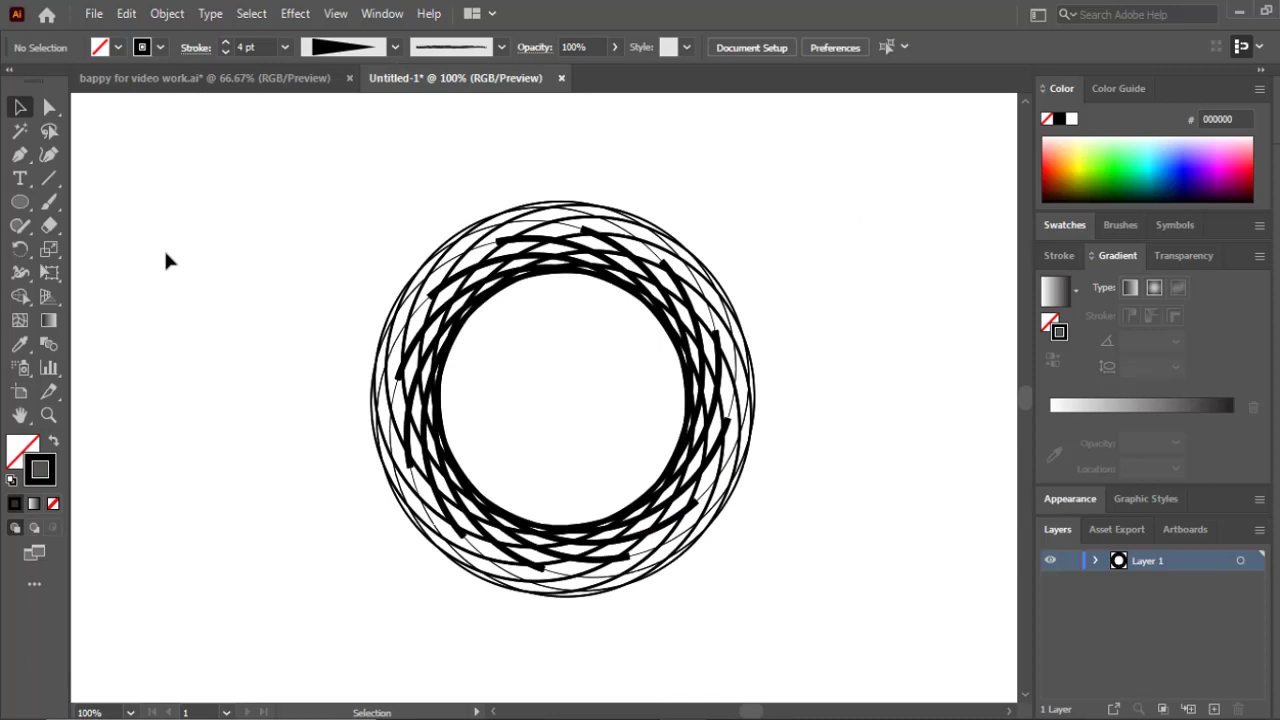 Ai File Edit Object Type Select Effect View Window Help Search Adobe Help
No Selection Stroke: 4 pt Opacity: 100% Style: Document Setup Preferences
bappy for video work.ai* @ 66.67% (RGB/Preview) × Untitled-1* @ 100% (RGB/Preview) ×
Color Color Guide
# 000000
Swatches Brushes Symbols
Stroke Gradient Transparency
Type:
Stroke:
Opacity:
Location:
Appearance Graphic Styles
Layers Asset Export Artboards
Layer 1
1 Layer
100% 1 Selection